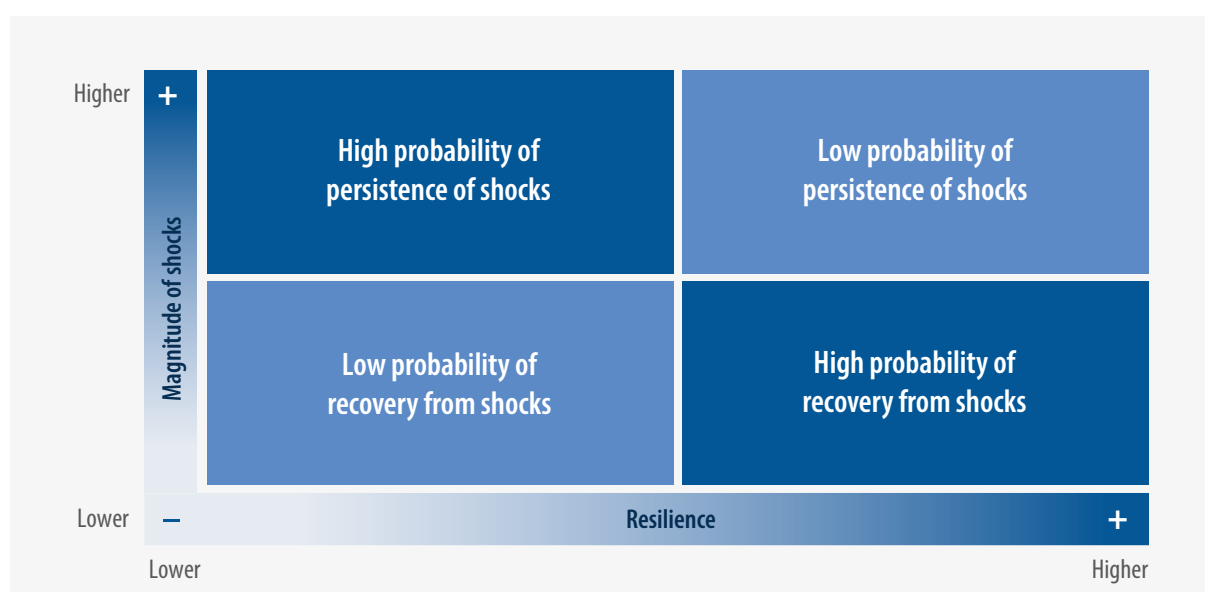 Higher
+
High probability of
persistence of shocks
Low probability of
persistence of shocks
Magnitude of shocks
Low probability of
recovery from shocks
High probability of
recovery from shocks
Lower
–
Resilience
+
Lower
Higher